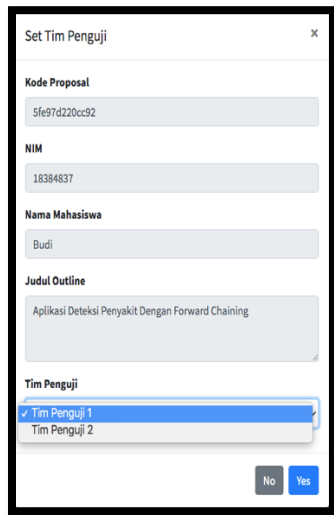 Set Tim Penguji
x
Kode Proposal
5fe97d220cc92
NIM
18384837
Nama Mahasiswa
Budi
Judul Outline
Aplikasi Deteksi Penyakit Dengan Forward Chaining
Tim Penguji
✓ Tim Penguji 1
Tim Penguji 2
No Yes